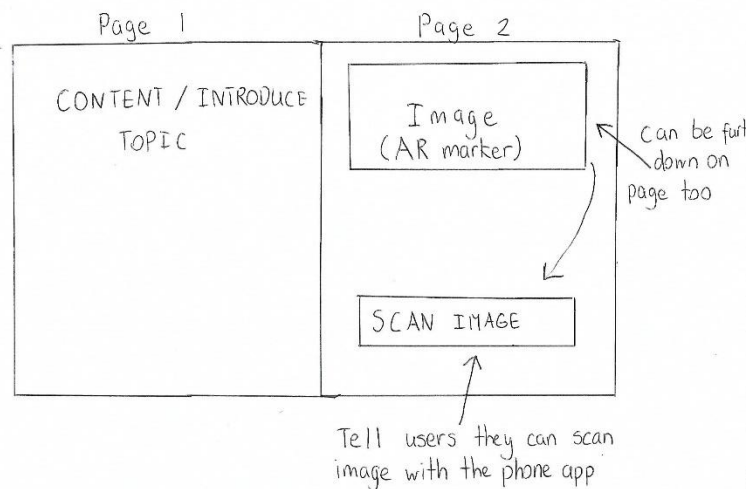 Page 1
CONTENT / INTRODUCE
TOPIC
Page 2
Image
(AR marker)
Can be
down on
page too
SCAN IMAGE
Tell users they can scan
image with the phone app